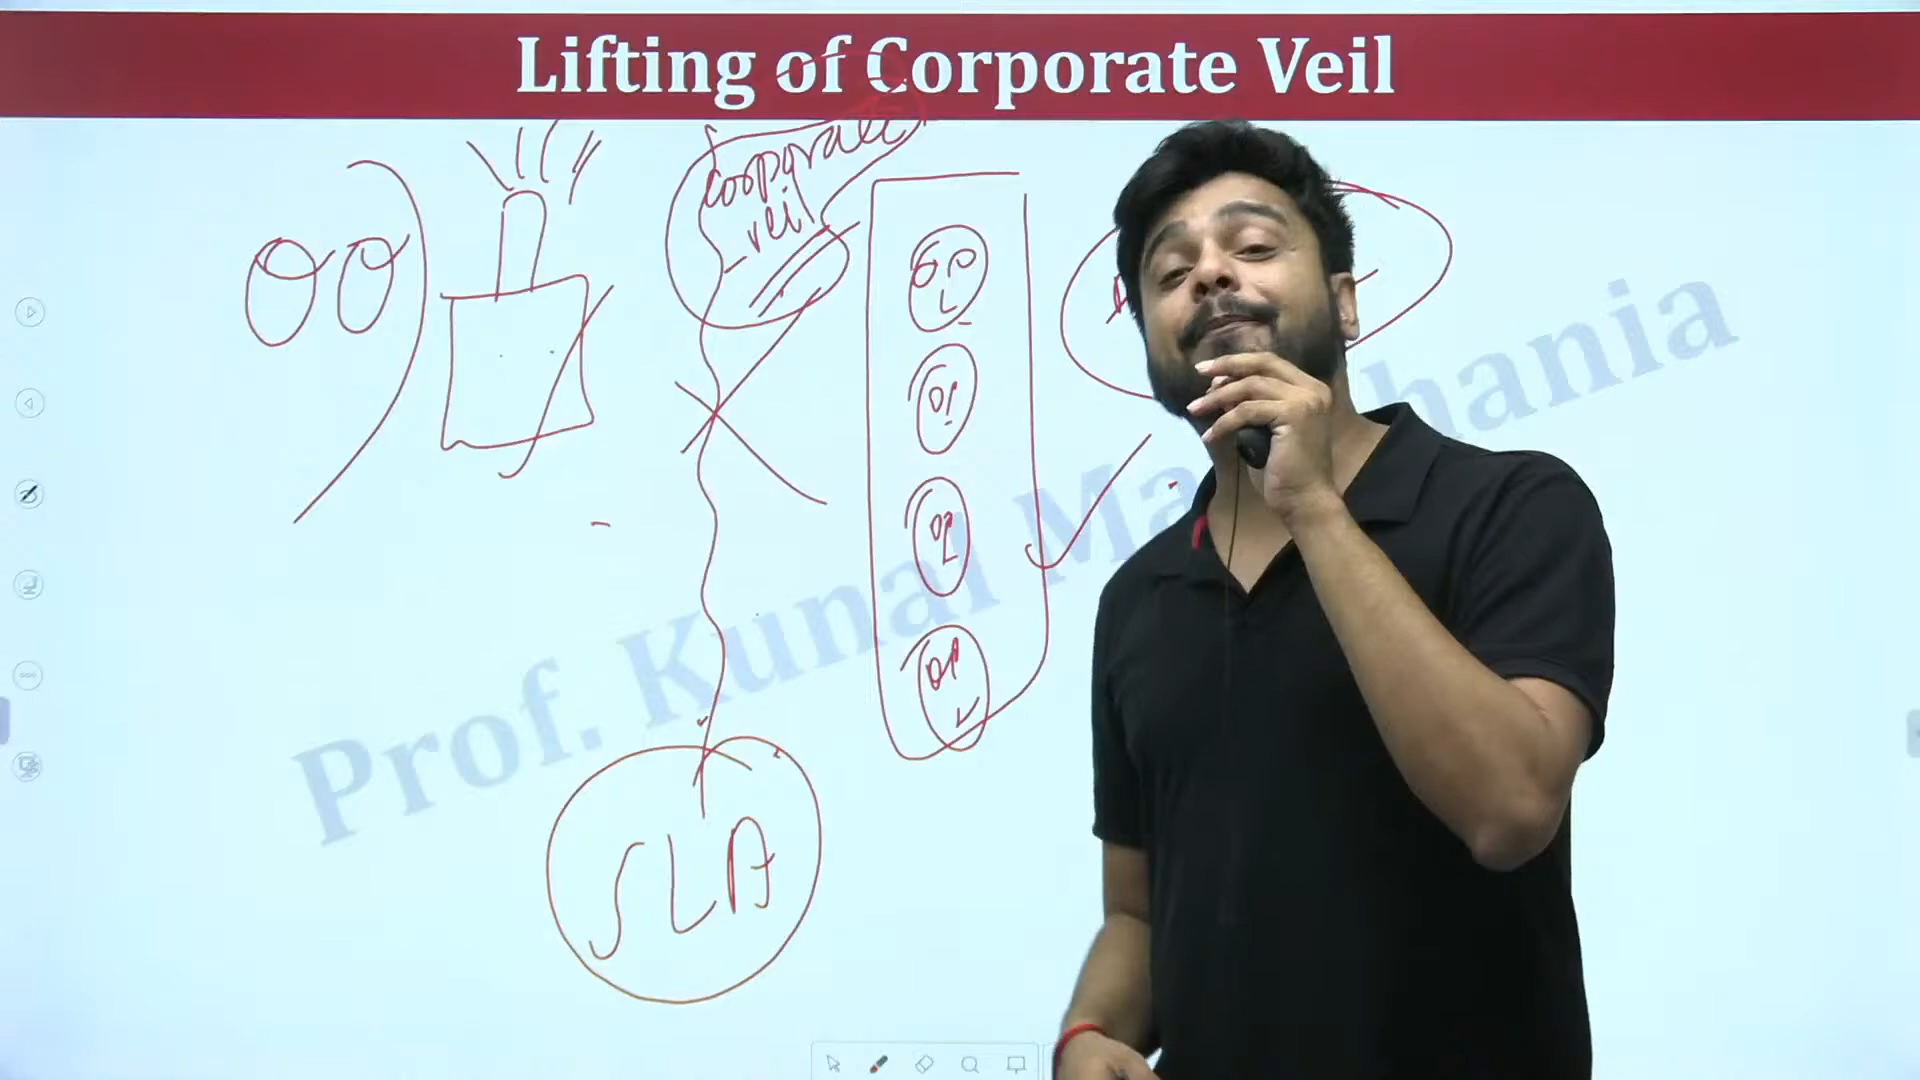 Lifting of Corporate Veil
corporate
veil
SLA
Prof. Kunal Ma hania